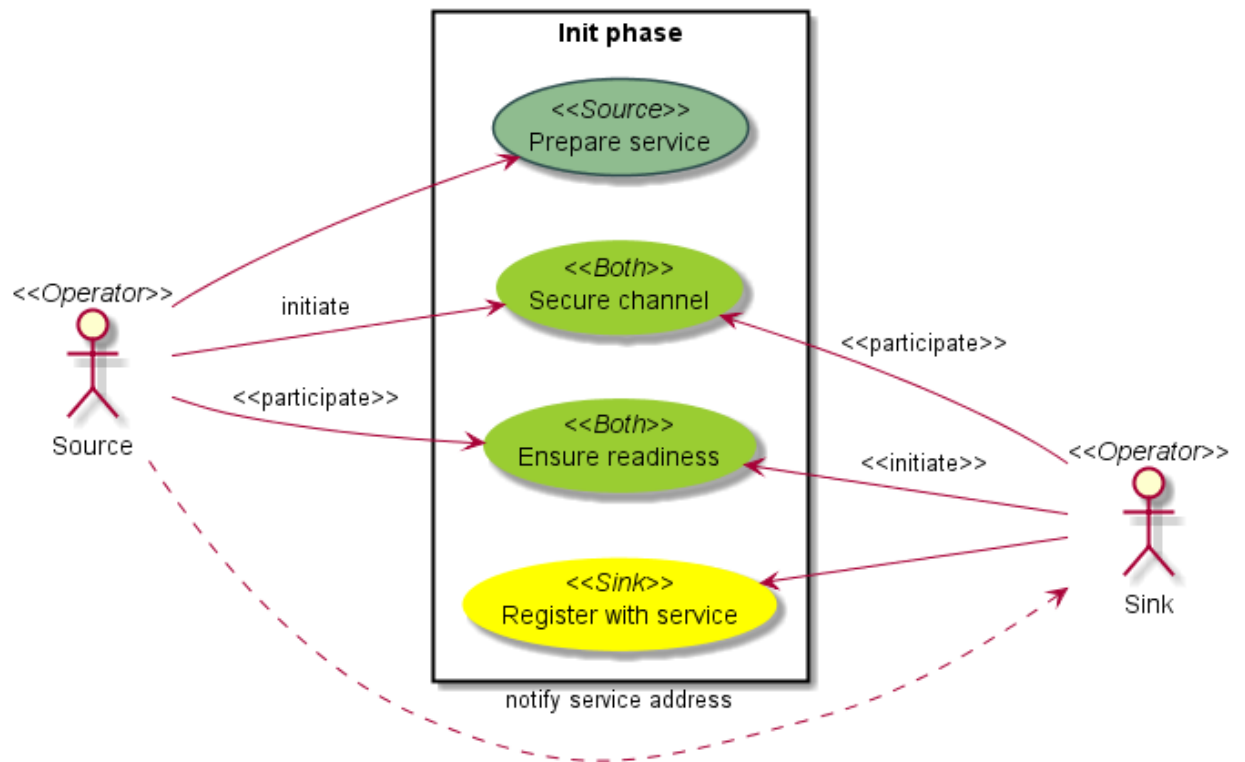 Init phase
<<Source>>
Prepare service
<<Operator>>
Source
initiate
<<Both>>
Secure channel
<<participate>>
<<participate>>
<<Both>>
Ensure readiness
<<initiate>>
<<Operator>>
Sink
<<Sink>>
Register with service
notify service address